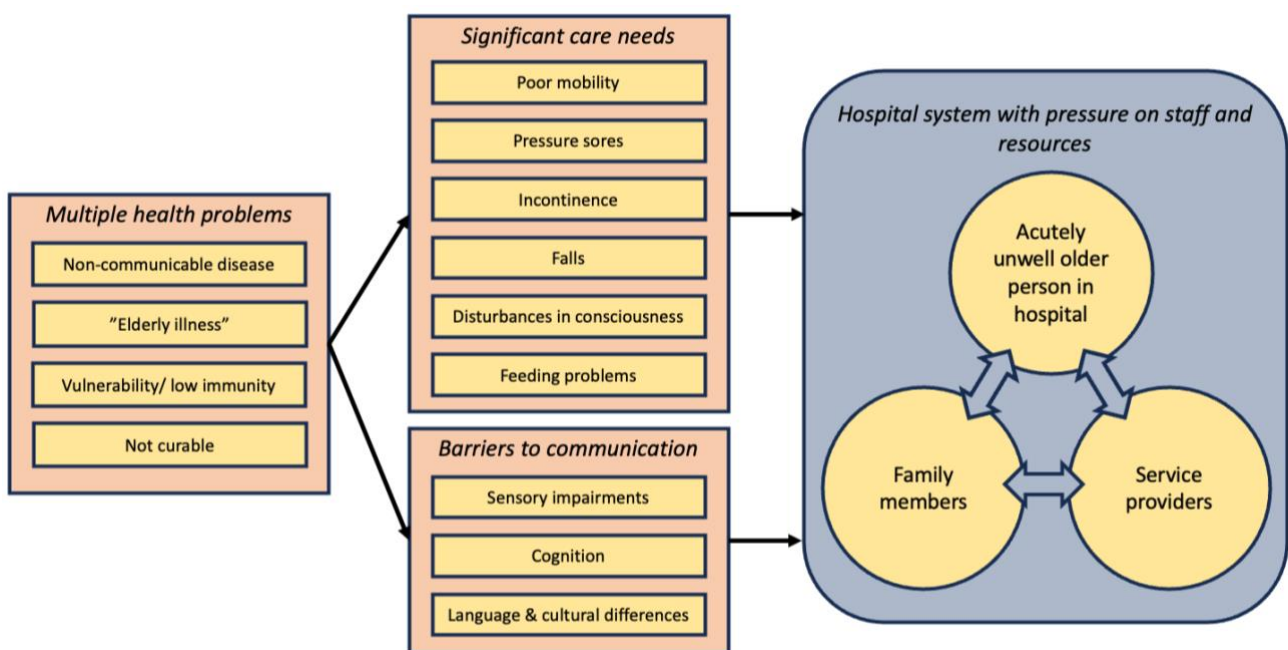 Multiple health problems
Non-communicable disease
”Elderly illness”
Vulnerability/ low immunity
Not curable
Significant care needs
Poor mobility
Pressure sores
Incontinence
Falls
Disturbances in consciousness
Feeding problems
Barriers to communication
Sensory impairments
Cognition
Language & cultural differences
Hospital system with pressure on staff and
resources
Acutely
unwell older
person in
hospital
Family
members
Service
providers